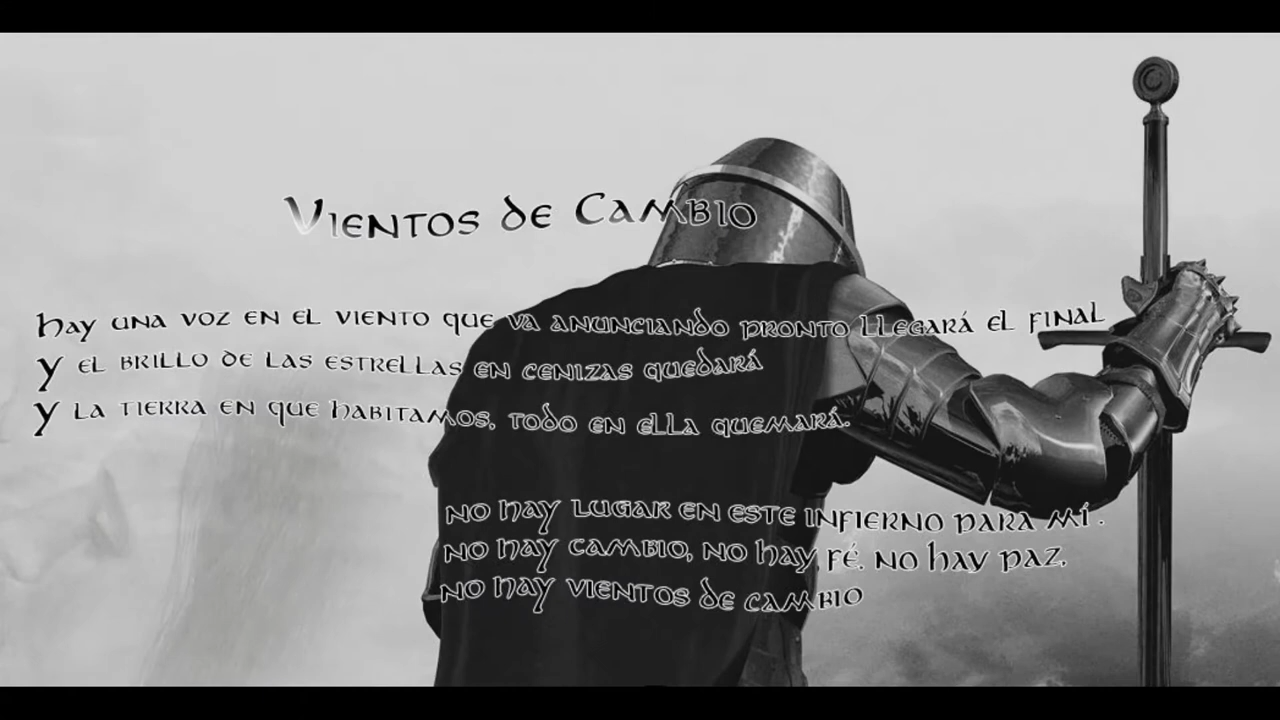 Vientos de Cambio
Hay una voz en el viento que va anunciando pronto llegará el final
y el brillo de las estrellas en cenizas quedará
y la tierra en que habitamos, todo en ella quemará.
No hay lugar en este infierno para mí.
No hay cambio, no hay fé, no hay paz,
No hay vientos de cambio